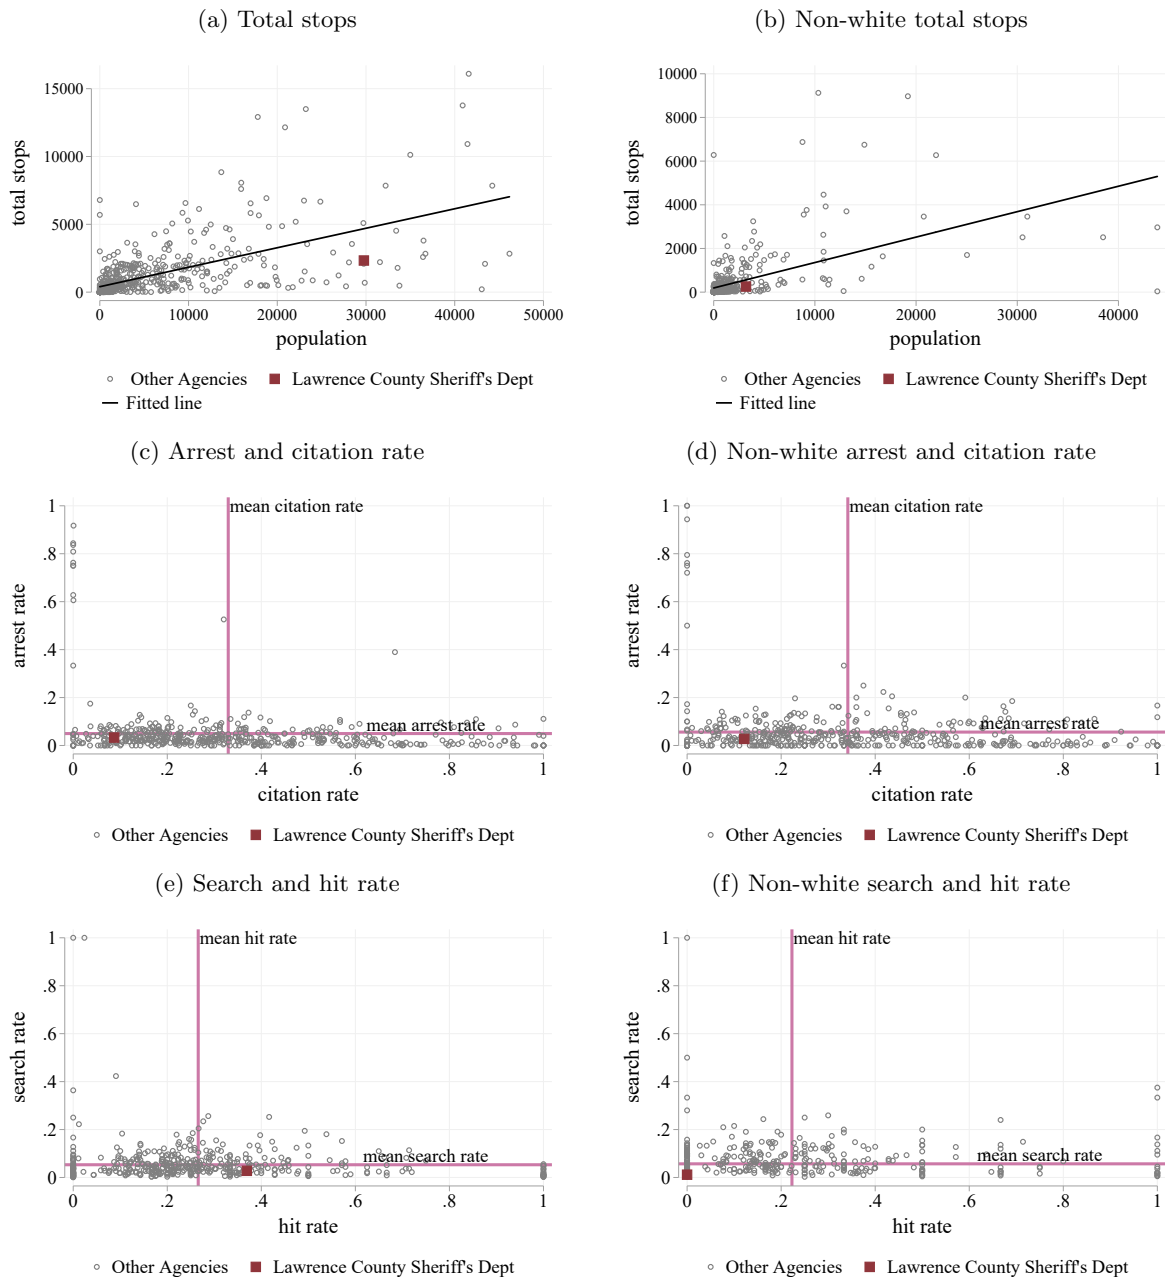 (a) Total stops
(b) Non-white total stops
total stops
15000
10000
5000
0
0 10000 20000 30000 40000 50000
population
Other Agencies Lawrence County Sheriff's Dept
Fitted line
total stops
10000
8000
6000
4000
2000
0
0 10000 20000 30000 40000
population
Other Agencies Lawrence County Sheriff's Dept
Fitted line
(c) Arrest and citation rate
(d) Non-white arrest and citation rate
arrest rate
1
.8
.6
.4
.2
0
mean citation rate
mean arrest rate
0 .2 .4 .6 .8 1
citation rate
Other Agencies Lawrence County Sheriff's Dept
arrest rate
1
.8
.6
.4
.2
0
mean citation rate
mean arrest rate
0 .2 .4 .6 .8 1
citation rate
Other Agencies Lawrence County Sheriff's Dept
(e) Search and hit rate
(f) Non-white search and hit rate
search rate
1
.8
.6
.4
.2
0
mean hit rate
mean search rate
0 .2 .4 .6 .8 1
hit rate
Other Agencies Lawrence County Sheriff's Dept
search rate
1
.8
.6
.4
.2
0
mean hit rate
mean search rate
0 .2 .4 .6 .8 1
hit rate
Other Agencies Lawrence County Sheriff's Dept